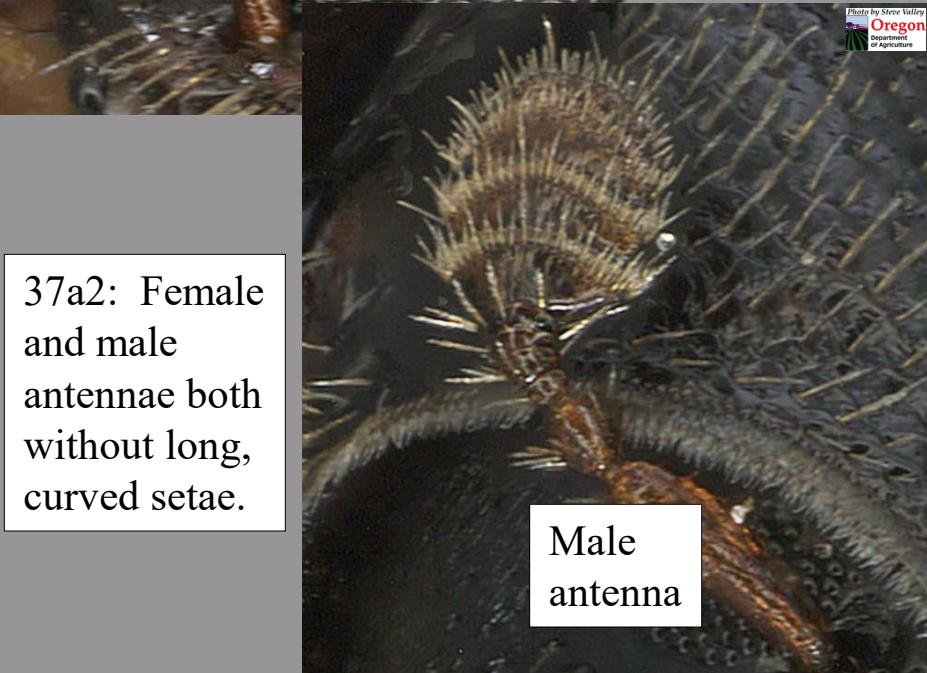 Photo by Steve Valley
Oregon
Department
of Agriculture
37a2: Female
and male
antennae both
without long,
curved setae.
Male
antenna